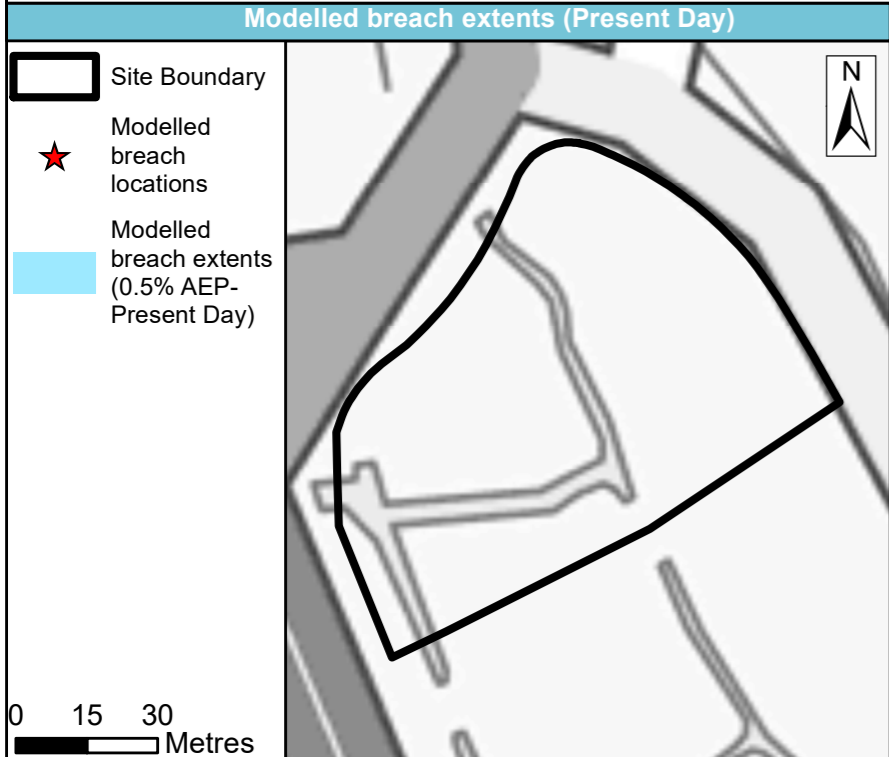 Modelled breach extents (Present Day)
Site Boundary
Modelled
breach
locations
Modelled
breach extents
(0.5% AEP-
Present Day)
N
0 15 30
Metres